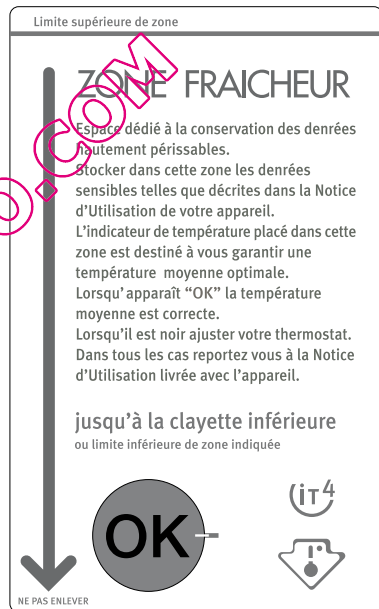 Limite supérieure de zone
ZONE FRAICHEUR
Espace dédié à la conservation des denrées
hautement périssables.
Stocker dans cette zone les denrées
sensibles telles que décrites dans la Notice
d'Utilisation de votre appareil.
L'indicateur de température placé dans cette
zone est destiné à vous garantir une
température moyenne optimale.
Lorsqu'apparaît “OK” la température
moyenne est correcte.
Lorsqu'il est noir ajuster votre thermostat.
Dans tous les cas reportez vous à la Notice
d'Utilisation livrée avec l'appareil.
jusqu'à la clayette inférieure
ou limite inférieure de zone indiquée
OK
iT4
NE PAS ENLEVER
O.COM